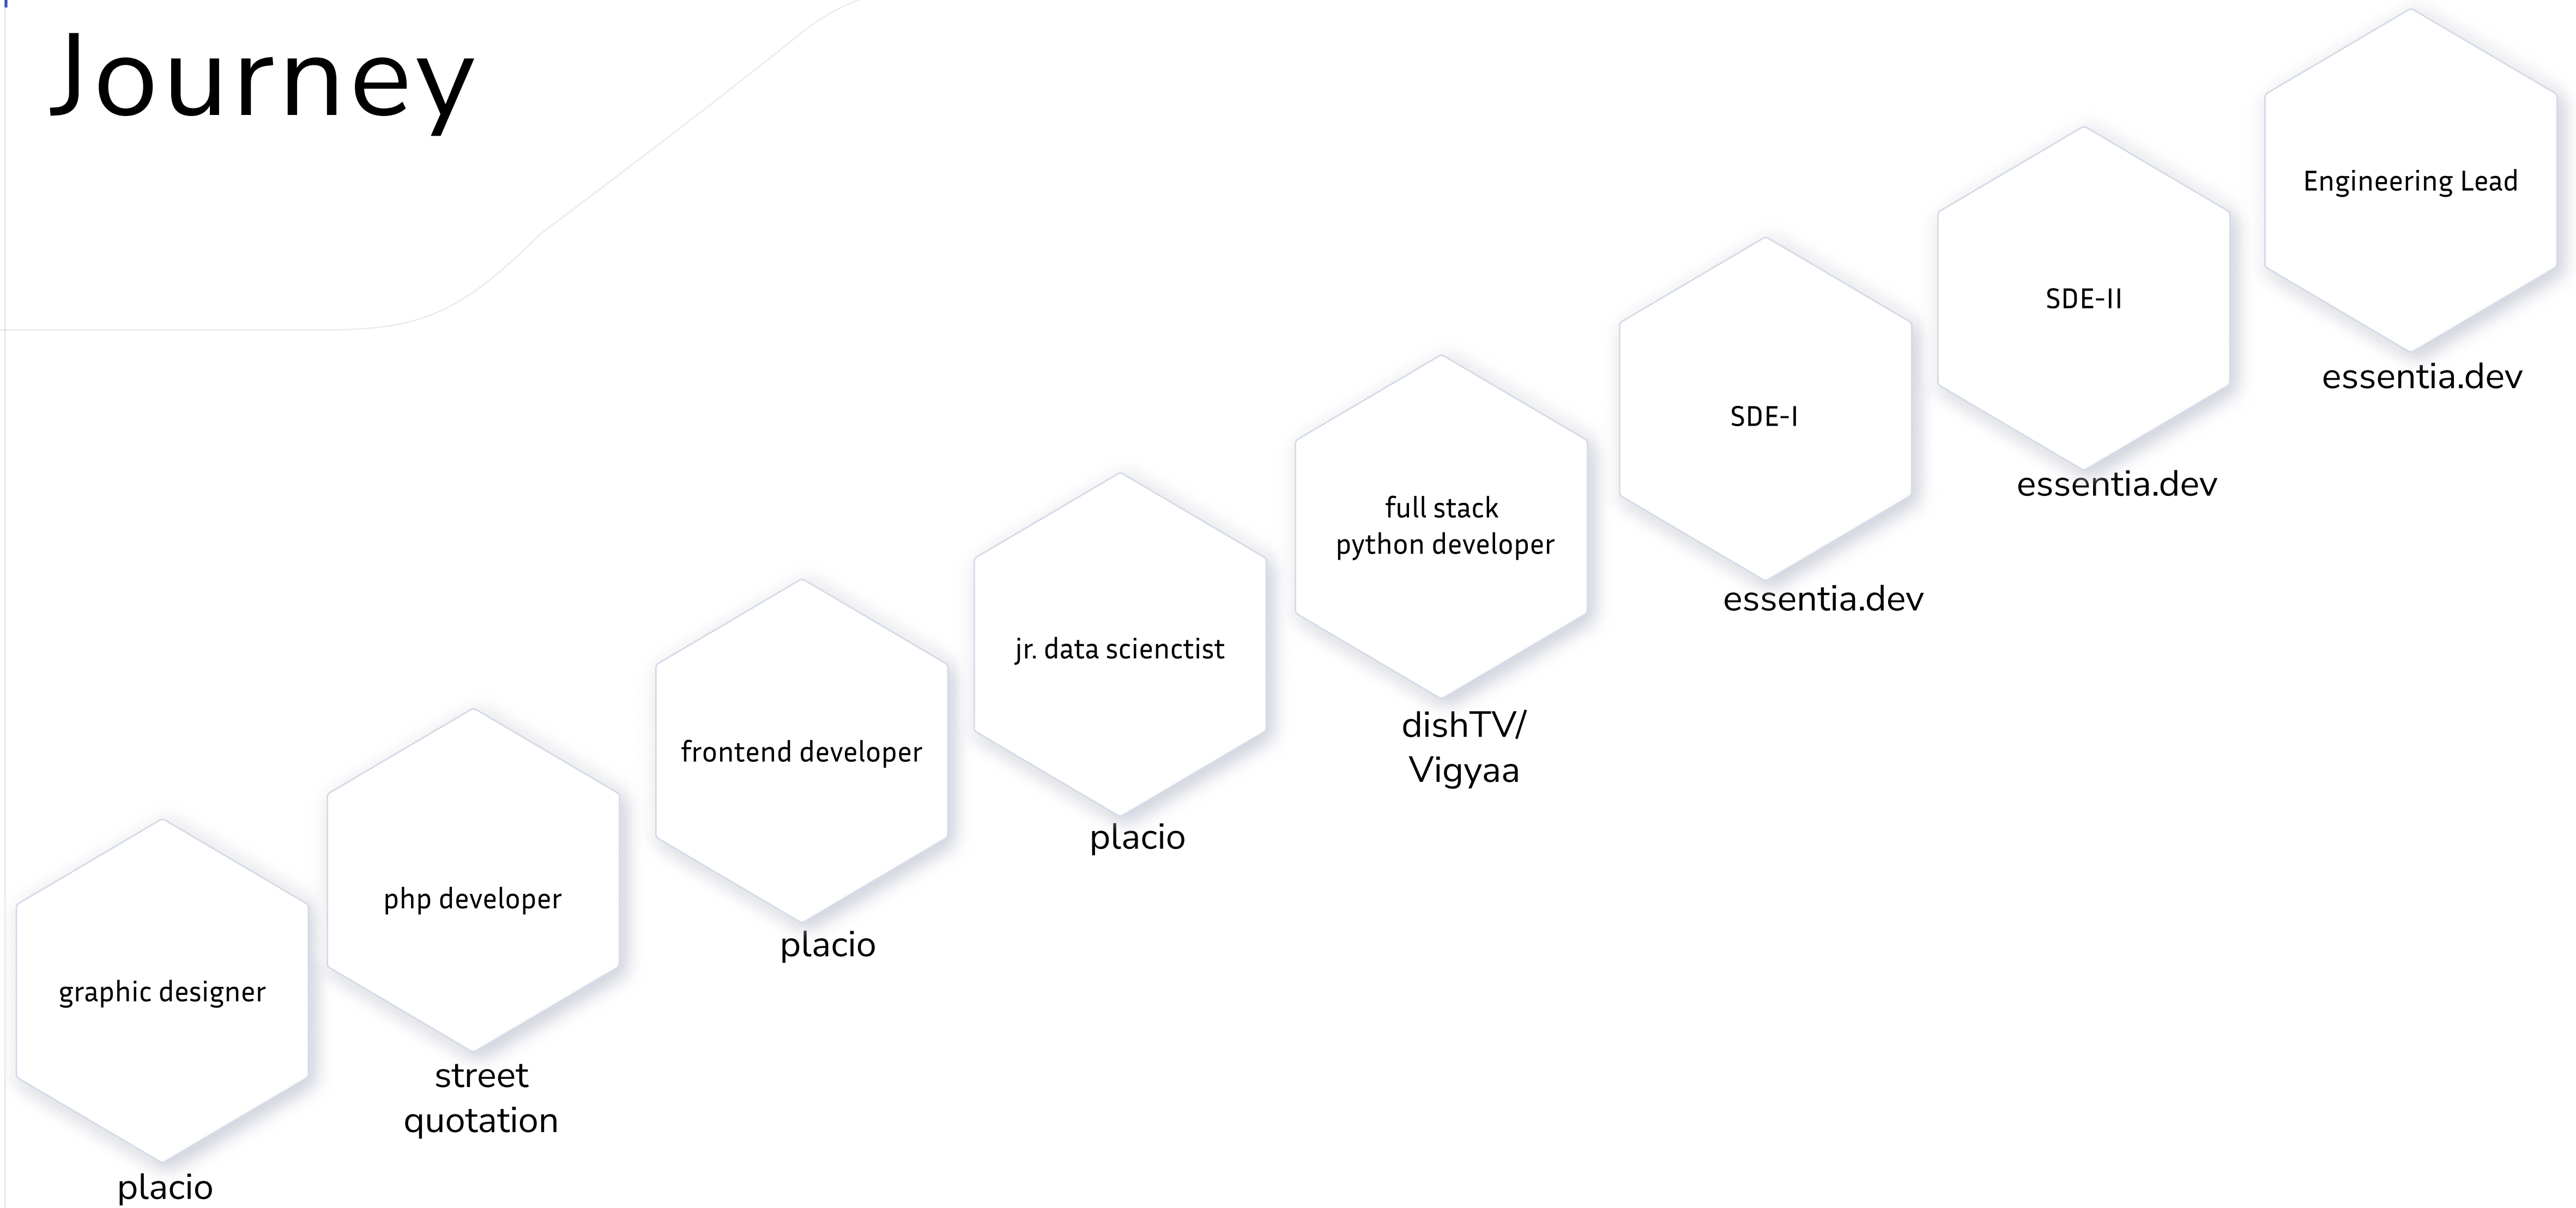 Journey
graphic designer
placio
php developer
street
quotation
frontend developer
placio
jr. data scienctist
placio
full stack
python developer
dishTV/
Vigyaa
SDE-I
essentia.dev
SDE-II
essentia.dev
Engineering Lead
essentia.dev